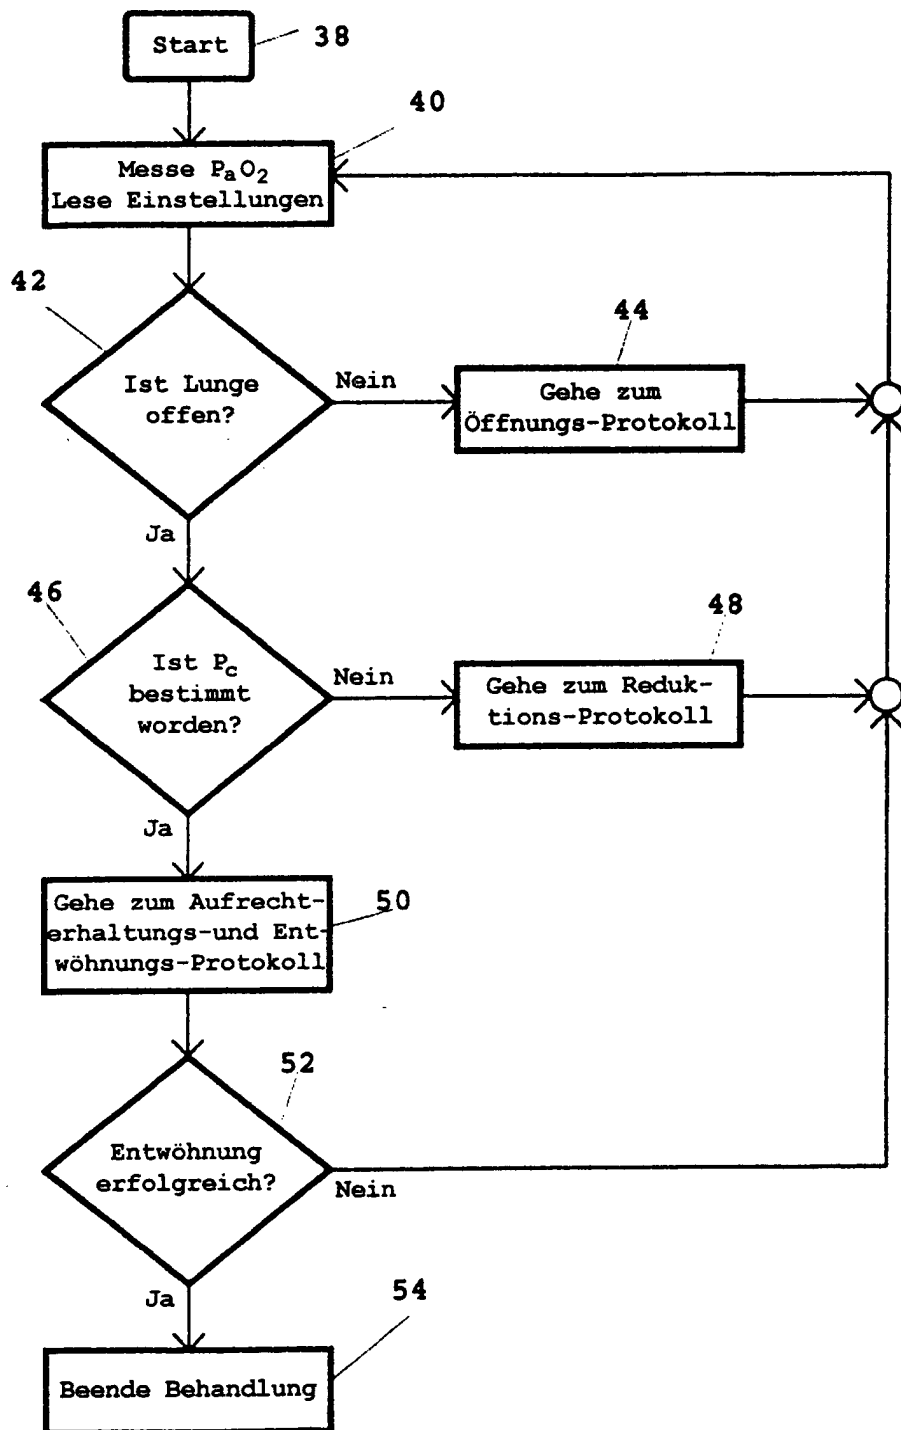 Start
38
40
Messe PaO2
Lese Einstellungen
42
44
Ist Lunge
offen?
Nein
Gehe zum
Öffnungs-Protokoll
Ja
46
48
Ist Pc
bestimmt
worden?
Nein
Gehe zum Reduk-
tions-Protokoll
Ja
Gehe zum Aufrecht-
erhaltungs-und Ent-
wöhnungs-Protokoll
50
52
Entwöhnung
erfolgreich?
Nein
Ja
54
Beende Behandlung